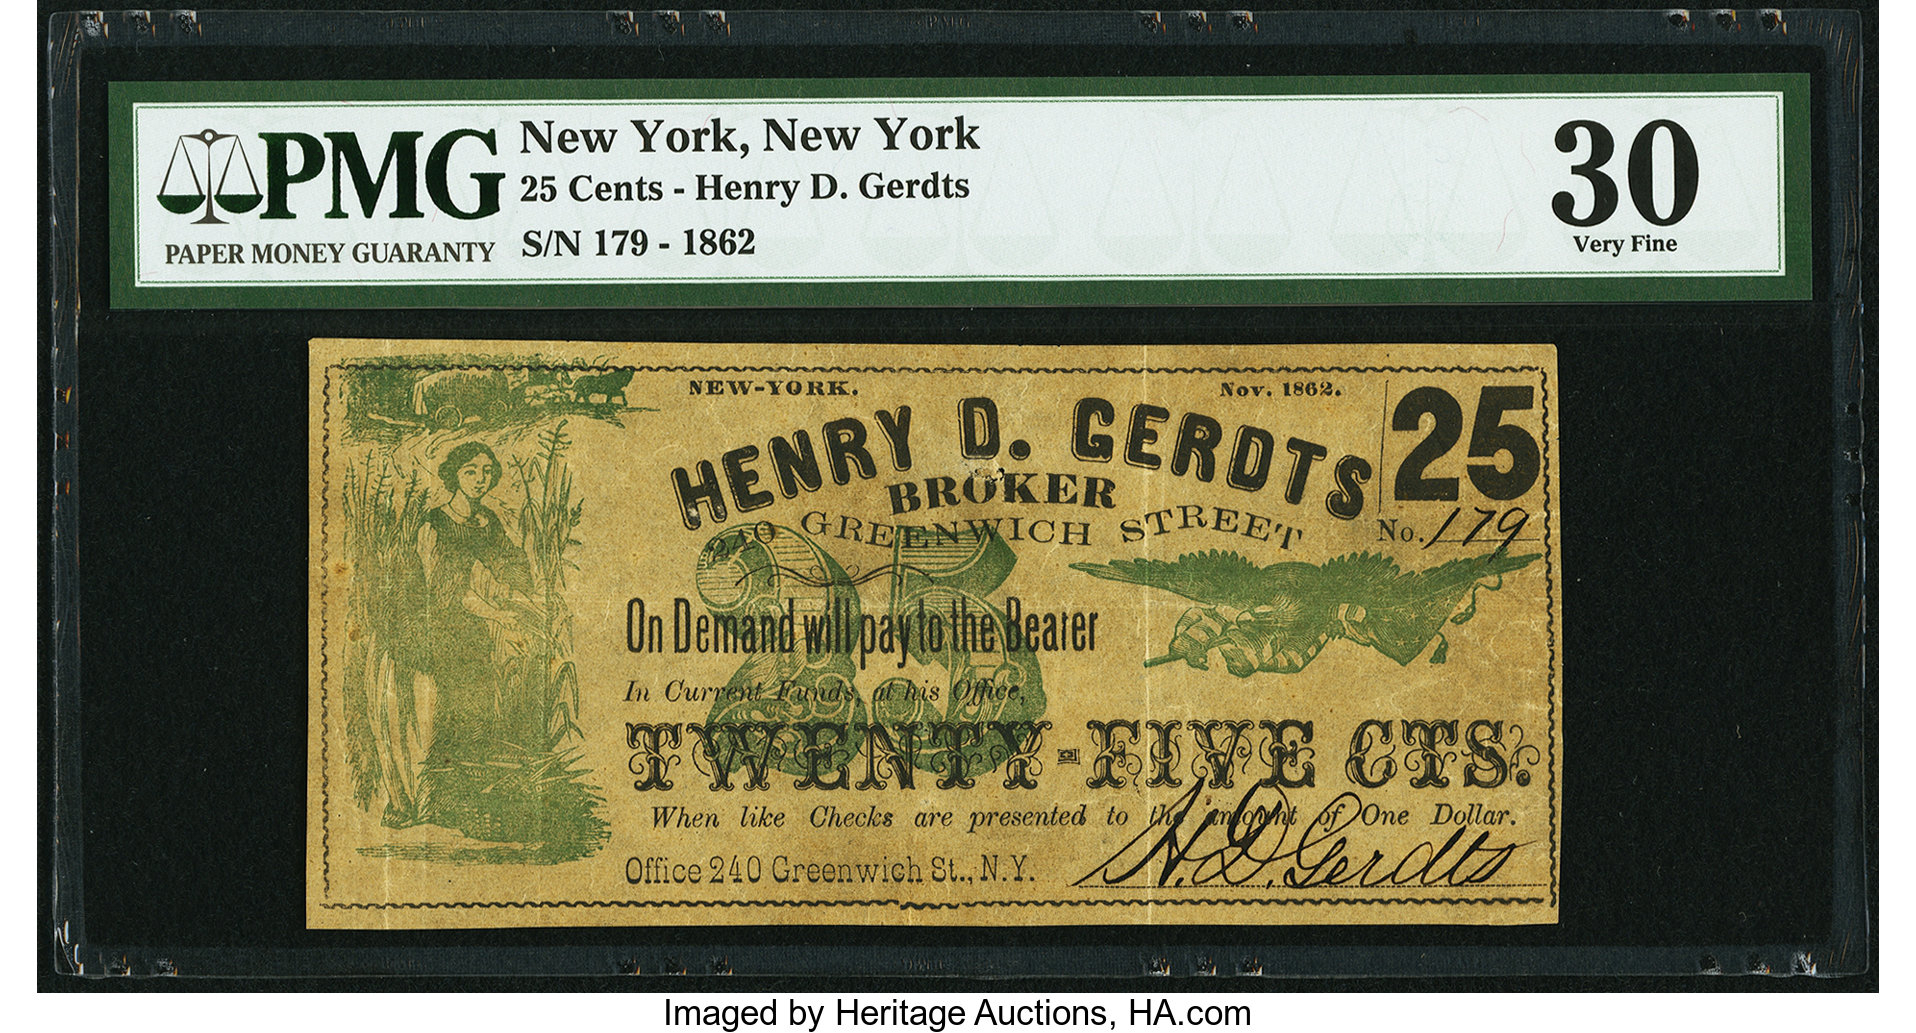 PMG
PAPER MONEY GUARANTY
New York, New York
25 Cents - Henry D. Gerdts
S/N 179 - 1862
30
Very Fine
NEW-YORK.
Nov. 1862.
HENRY D. GERDTS
25
BROKER
240 GREENWICH STREET
No. 179
25
On Demand will pay to the Bearer
In Current Funds, at his Office,
TWENTY-FIVE CTS.
When like Checks are presented to the amount of One Dollar.
Office 240 Greenwich St., N.Y.
H. D. Gerdts
Imaged by Heritage Auctions, HA.com